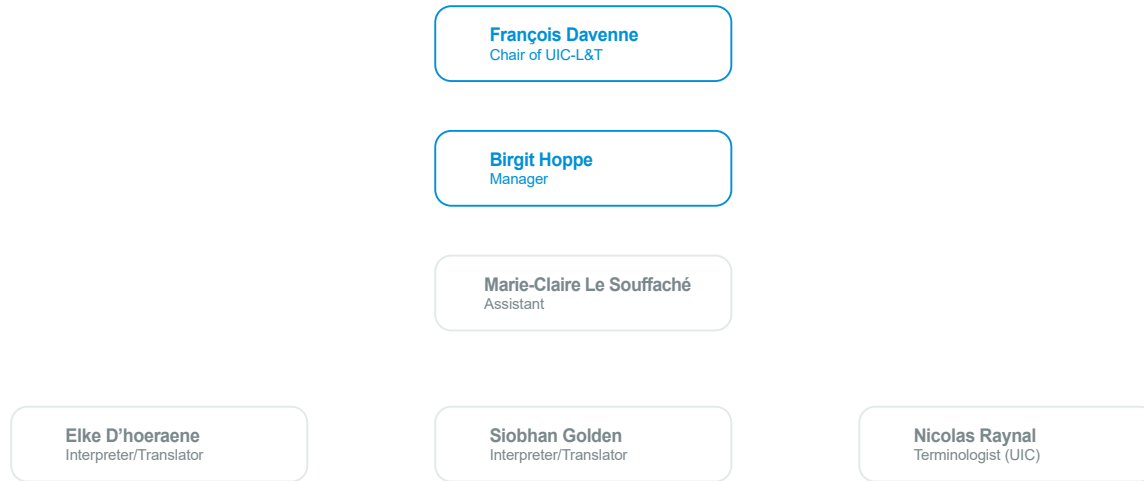 François Davenne
Chair of UIC-L&T
Birgit Hoppe
Manager
Marie-Claire Le Souffaché
Assistant
Elke D’hoeraene
Interpreter/Translator
Siobhan Golden
Interpreter/Translator
Nicolas Raynal
Terminologist (UIC)